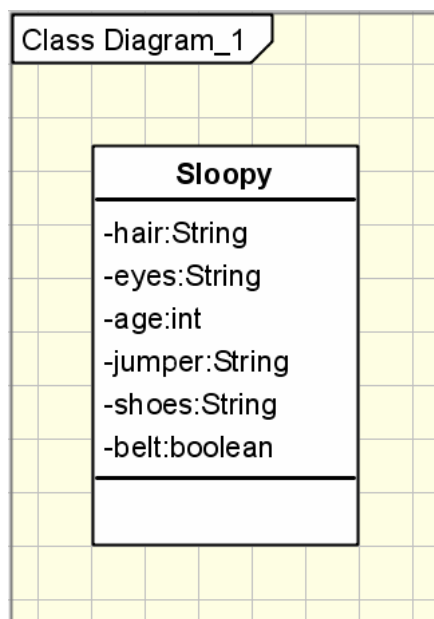 Class Diagram_1
Sloopy
-hair:String
-eyes:String
-age:int
-jumper:String
-shoes:String
-belt:boolean